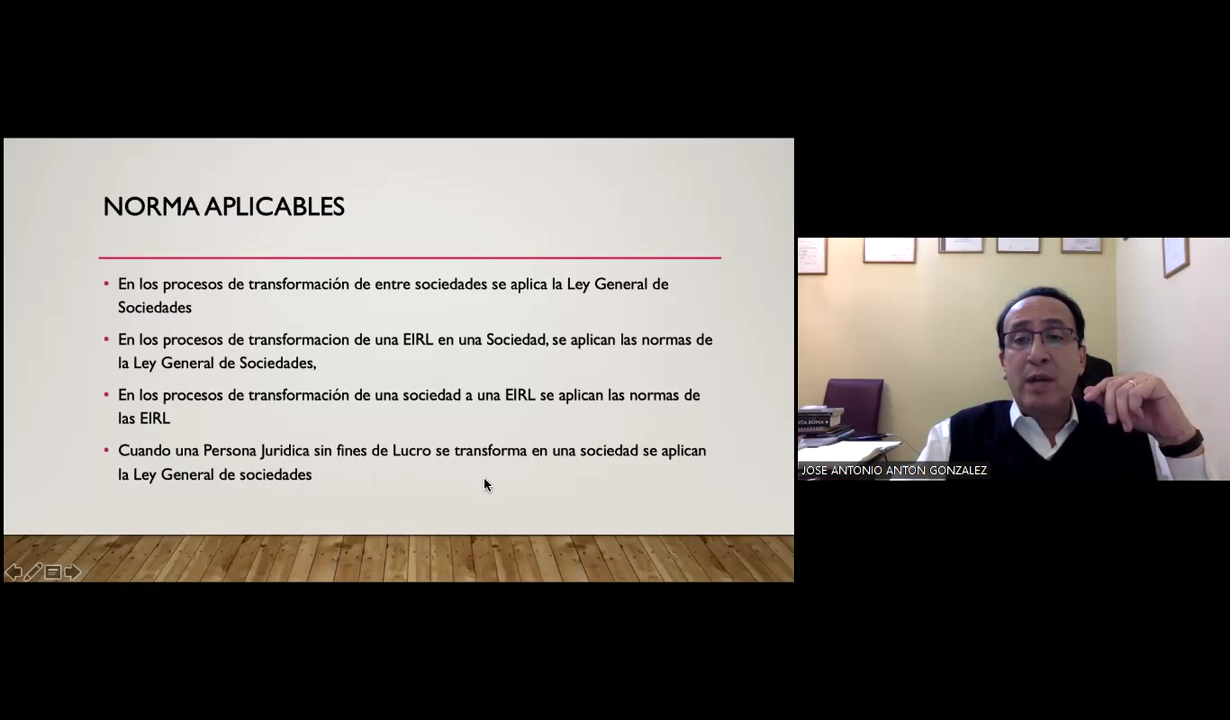 NORMA APLICABLES
• En los procesos de transformación de entre sociedades se aplica la Ley General de
Sociedades
• En los procesos de transformacion de una EIRL en una Sociedad, se aplican las normas de
la Ley General de Sociedades,
• En los procesos de transformación de una sociedad a una EIRL se aplican las normas de
las EIRL
• Cuando una Persona Juridica sin fines de Lucro se transforma en una sociedad se aplican
la Ley General de sociedades
JOSE ANTONIO ANTON GONZALEZ